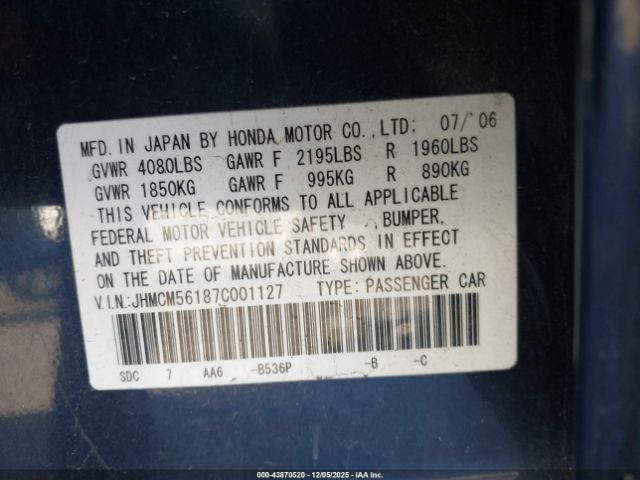 MFD. IN JAPAN BY HONDA MOTOR CO., LTD; 07/'06
GVWR 4080LBS GAWR F 2195LBS R 1960LBS
GVWR 1850KG GAWR F 995KG R 890KG
THIS VEHICLE CONFORMS TO ALL APPLICABLE
FEDERAL MOTOR VEHICLE SAFETY ,BUMPER,
AND THEFT PREVENTION STANDARDS IN EFFECT
ON THE DATE OF MANUFACTURE SHOWN ABOVE.
V.I.N:JHMCM56187C001127 TYPE: PASSENGER CAR
SDC 7 AA6 -B536P -B -C
000-43870520 - 12/05/2025 - IAAI.COM